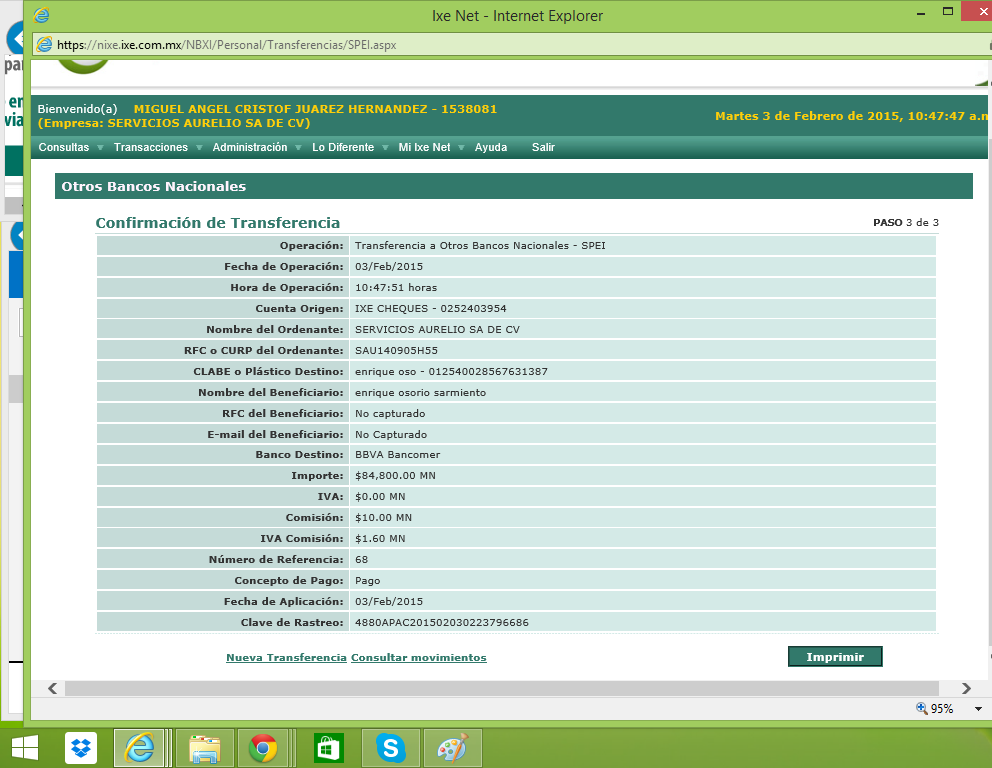 Ixe Net - Internet Explorer
https://nixe.ixe.com.mx/NBXI/Personal/Transferencias/SPEI.aspx
Bienvenido(a) MIGUEL ANGEL CRISTOF JUAREZ HERNANDEZ - 1538081
(Empresa: SERVICIOS AURELIO SA DE CV)
Martes 3 de Febrero de 2015, 10:47:47 a.m
Consultas Transacciones Administración Lo Diferente Mi Ixe Net Ayuda Salir
Otros Bancos Nacionales
Confirmación de Transferencia PASO 3 de 3
Operación: Transferencia a Otros Bancos Nacionales - SPEI
Fecha de Operación: 03/Feb/2015
Hora de Operación: 10:47:51 horas
Cuenta Origen: IXE CHEQUES - 0252403954
Nombre del Ordenante: SERVICIOS AURELIO SA DE CV
RFC o CURP del Ordenante: SAU140905H55
CLABE o Plástico Destino: enrique oso - 012540028567631387
Nombre del Beneficiario: enrique osorio sarmiento
RFC del Beneficiario: No capturado
E-mail del Beneficiario: No Capturado
Banco Destino: BBVA Bancomer
Importe: $84,800.00 MN
IVA: $0.00 MN
Comisión: $10.00 MN
IVA Comisión: $1.60 MN
Número de Referencia: 68
Concepto de Pago: Pago
Fecha de Aplicación: 03/Feb/2015
Clave de Rastreo: 4880APAC201502030223796686
Nueva Transferencia Consultar movimientos Imprimir
95%